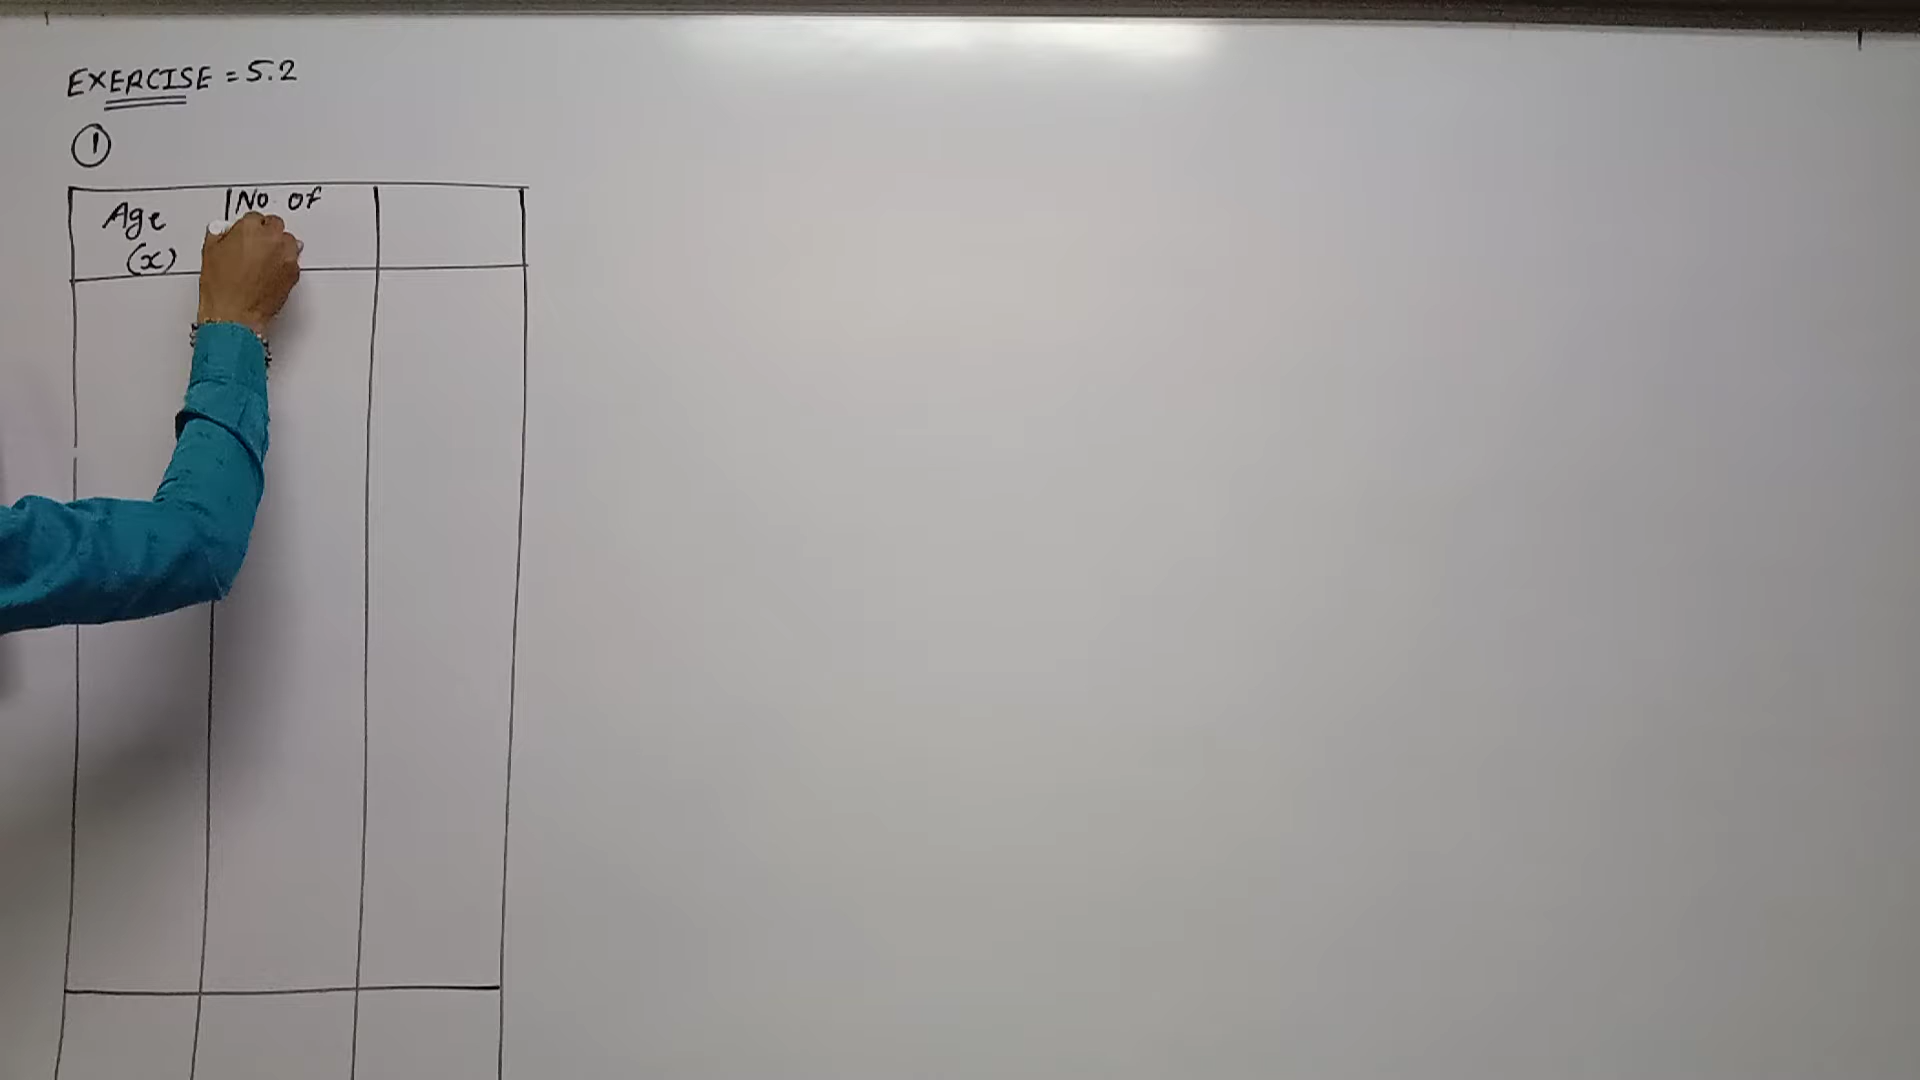 EXERCISE = 5.2
1
Age
(x)
No. of